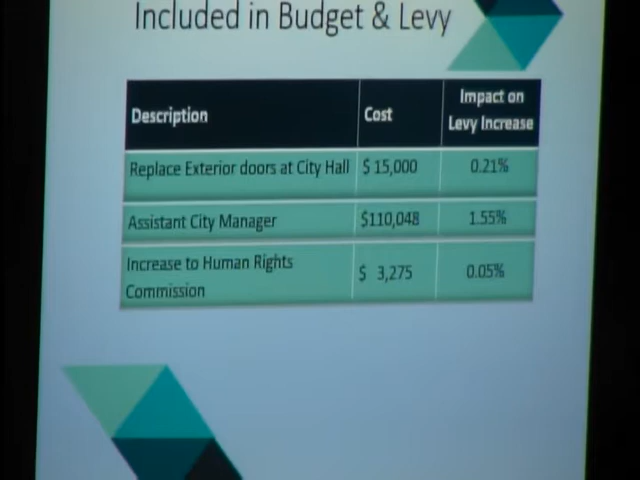 Included in Budget & Levy
Description Cost Impact on
Levy Increase
Replace Exterior doors at City Hall $ 15,000 0.21%
Assistant City Manager $110,048 1.55%
Increase to Human Rights
Commission $ 3,275 0.05%